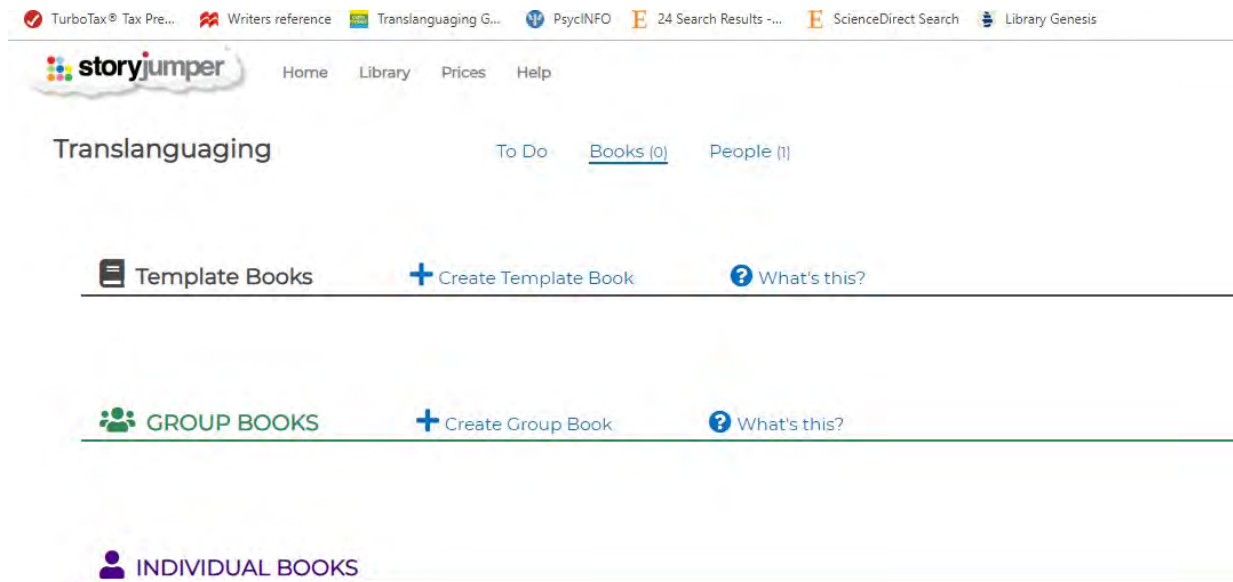 TurboTax® Tax Pre... Writers reference Translanguaging G... PsycINFO 24 Search Results -... ScienceDirect Search Library Genesis
storyjumper Home Library Prices Help
Translanguaging To Do Books (0) People (1)
Template Books Create Template Book What's this?
GROUP BOOKS Create Group Book What's this?
INDIVIDUAL BOOKS